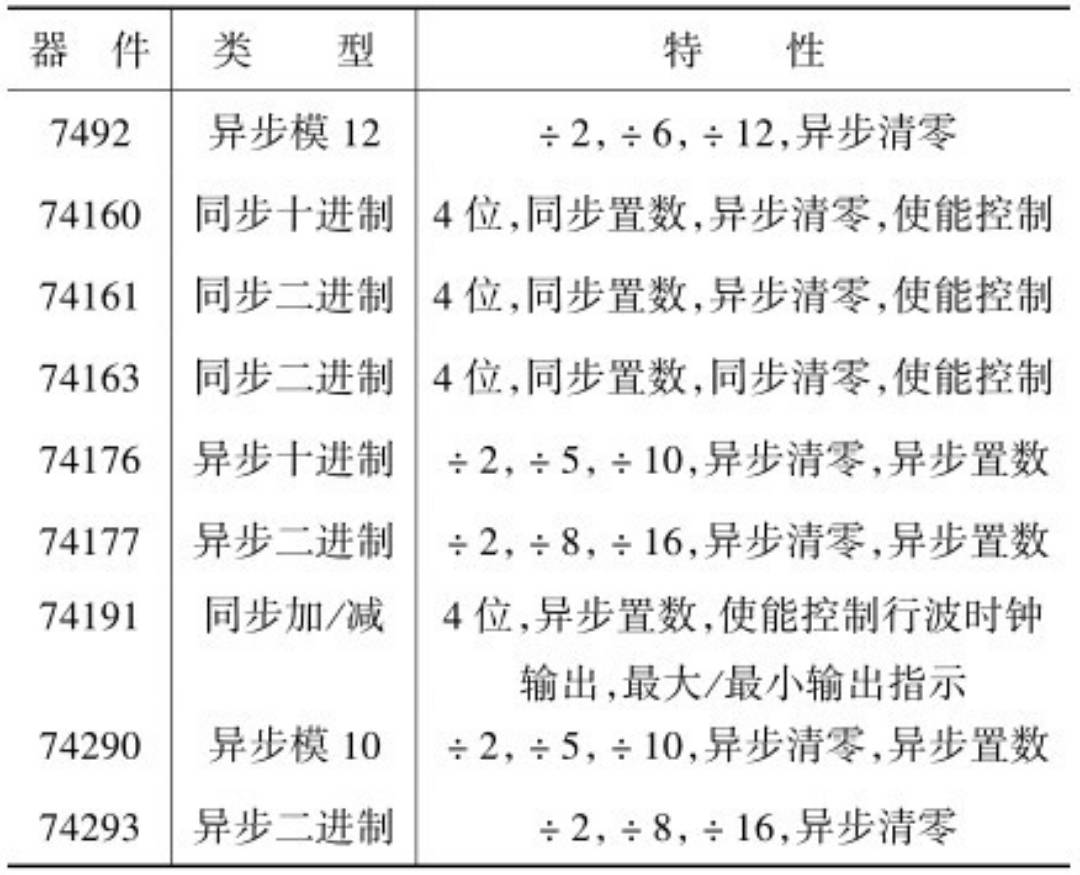 器 件 类 型 特 性
7492 异步模 12 ÷2,÷6,÷12,异步清零
74160 同步十进制 4 位,同步置数,异步清零,使能控制
74161 同步二进制 4 位,同步置数,异步清零,使能控制
74163 同步二进制 4 位,同步置数,同步清零,使能控制
74176 异步十进制 ÷2,÷5,÷10,异步清零,异步置数
74177 异步二进制 ÷2,÷8,÷16,异步清零,异步置数
74191 同步加/减 4 位,异步置数,使能控制行波时钟
输出,最大/最小输出指示
74290 异步模 10 ÷2,÷5,÷10,异步清零,异步置数
74293 异步二进制 ÷2,÷8,÷16,异步清零